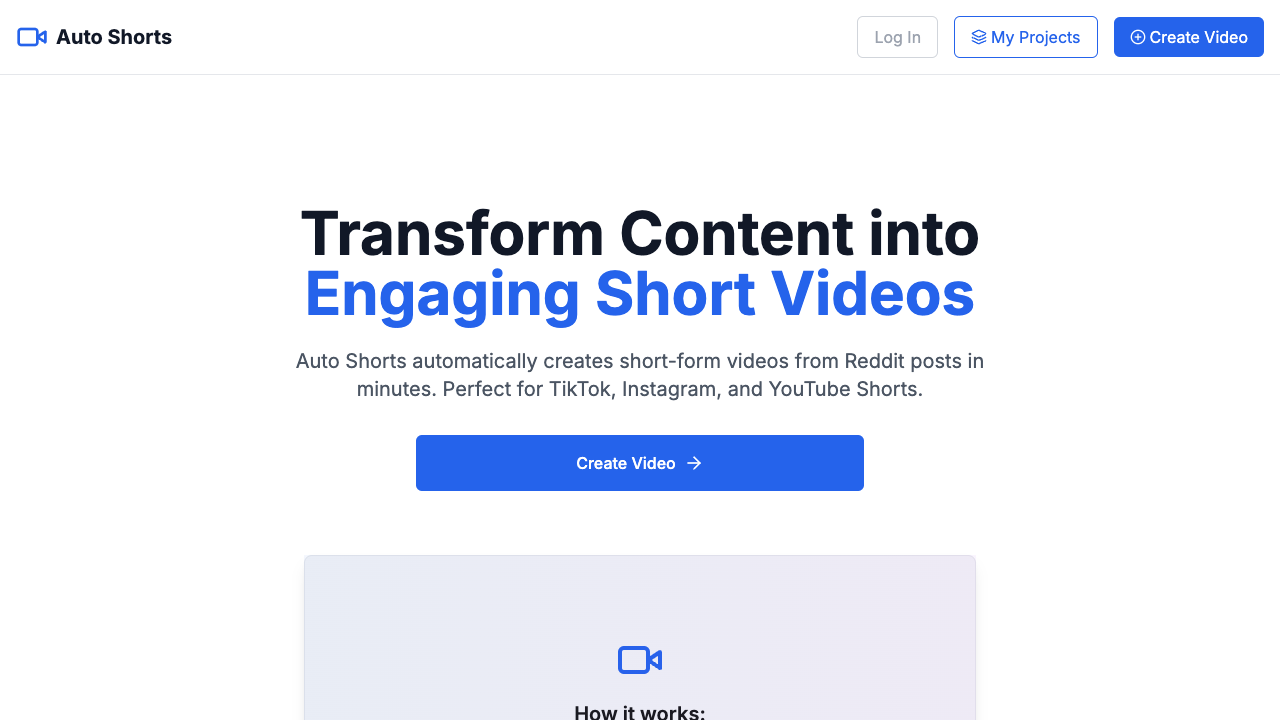 Auto Shorts
Log In
My Projects
Create Video
Transform Content into
Engaging Short Videos
Auto Shorts automatically creates short-form videos from Reddit posts in
minutes. Perfect for TikTok, Instagram, and YouTube Shorts.
Create Video
How it works: